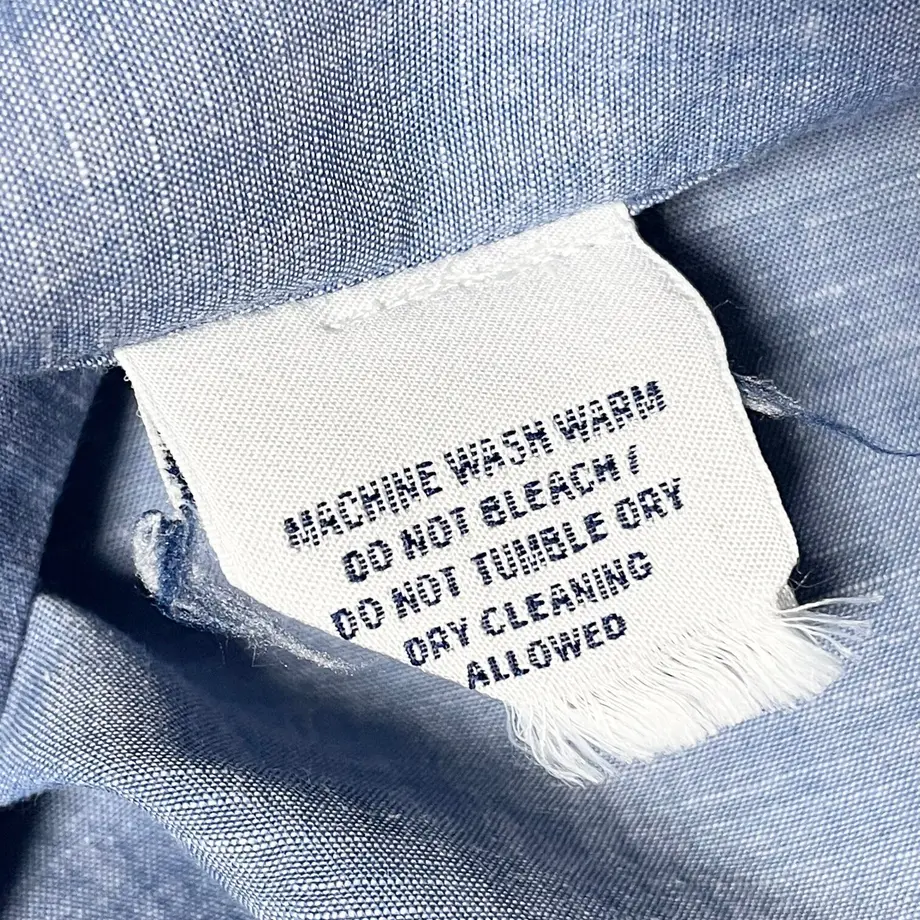 MACHINE WASH WARM
DO NOT BLEACH /
DO NOT TUMBLE DRY
DRY CLEANING
ALLOWED